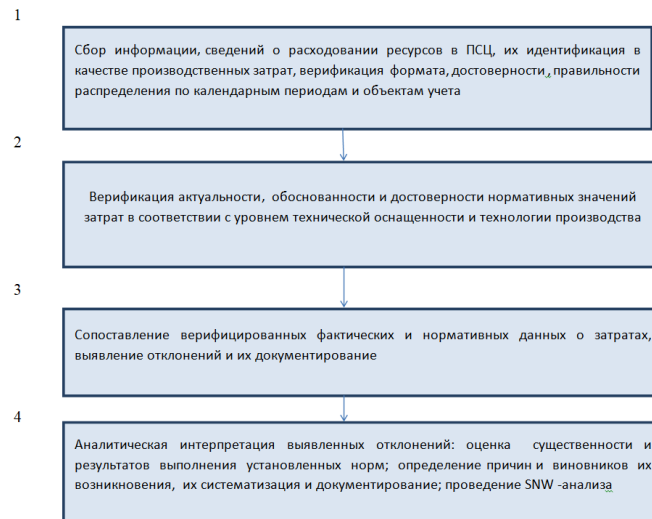 1
Сбор информации, сведений о расходовании ресурсов в ПСЦ, их идентификация в
качестве производственных затрат, верификация формата, достоверности , правильности
распределения по календарным периодам и объектам учета
2
Верификация актуальности, обоснованности и достоверности нормативных значений
затрат в соответствии с уровнем технической оснащенности и технологии производства
3
Сопоставление верифицированных фактических и нормативных данных о затратах,
выявление отклонений и их документирование
4
Аналитическая интерпретация выявленных отклонений: оценка существенности и
результатов выполнения установленных норм; определение причин и виновников их
возникновения, их систематизация и документирование; проведение SNW -анализа